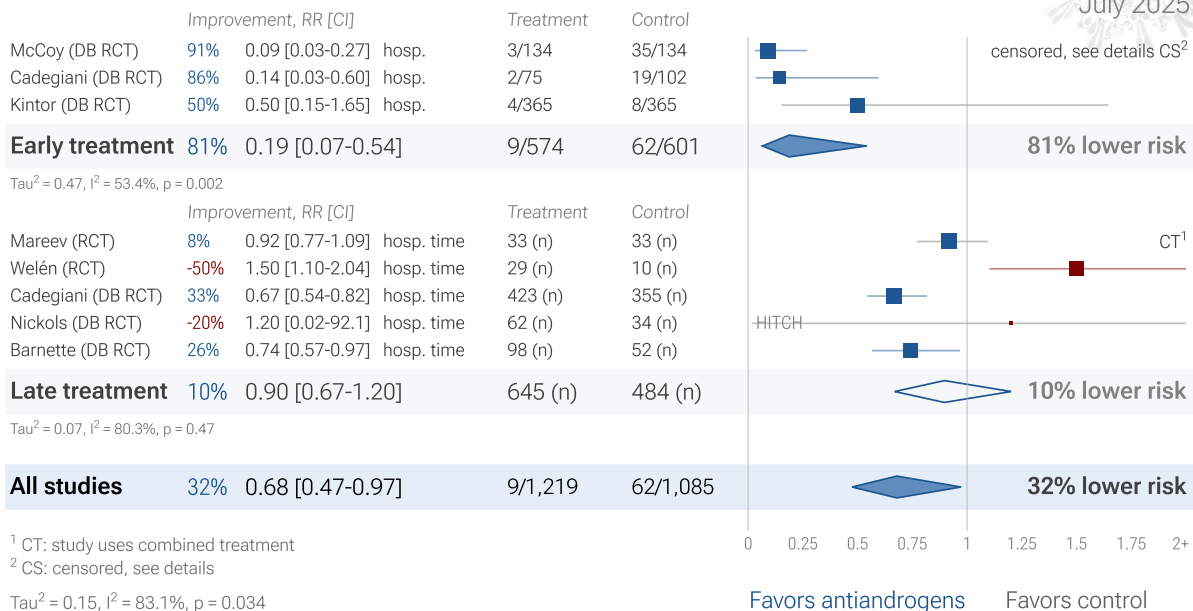 July 2025
Improvement, RR [CI] Treatment Control
McCoy (DB RCT) 91% 0.09 [0.03-0.27] hosp. 3/134 35/134 censored, see details CS²
Cadegiani (DB RCT) 86% 0.14 [0.03-0.60] hosp. 2/75 19/102
Kintor (DB RCT) 50% 0.50 [0.15-1.65] hosp. 4/365 8/365
Early treatment 81% 0.19 [0.07-0.54] 9/574 62/601 81% lower risk
Tau² = 0.47, I² = 53.4%, p = 0.002
Improvement, RR [CI] Treatment Control
Mareev (RCT) 8% 0.92 [0.77-1.09] hosp. time 33 (n) 33 (n) CT¹
Welén (RCT) -50% 1.50 [1.10-2.04] hosp. time 29 (n) 10 (n)
Cadegiani (DB RCT) 33% 0.67 [0.54-0.82] hosp. time 423 (n) 355 (n)
Nickols (DB RCT) -20% 1.20 [0.02-92.1] hosp. time 62 (n) 34 (n) HITCH
Barnette (DB RCT) 26% 0.74 [0.57-0.97] hosp. time 98 (n) 52 (n)
Late treatment 10% 0.90 [0.67-1.20] 645 (n) 484 (n) 10% lower risk
Tau² = 0.07, I² = 80.3%, p = 0.47
All studies 32% 0.68 [0.47-0.97] 9/1,219 62/1,085 32% lower risk
0 0.25 0.5 0.75 1 1.25 1.5 1.75 2+
¹ CT: study uses combined treatment
² CS: censored, see details
Tau² = 0.15, I² = 83.1%, p = 0.034
Favors antiandrogens Favors control